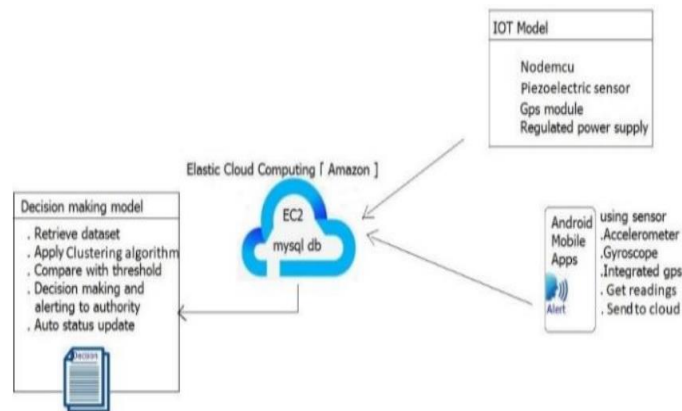 IOT Model
Nodemcu
Piezoelectric sensor
Gps module
Regulated power supply
Elastic Cloud Computing [ Amazon ]
EC2
mysql db
Decision making model
. Retrieve dataset
. Apply Clustering algorithm
. Compare with threshold
. Decision making and
alerting to authority
. Auto status update
Decision
Android
Mobile
Apps
Alert
using sensor
.Accelerometer
.Gyroscope
.Integrated gps
. Get readings
. Send to cloud